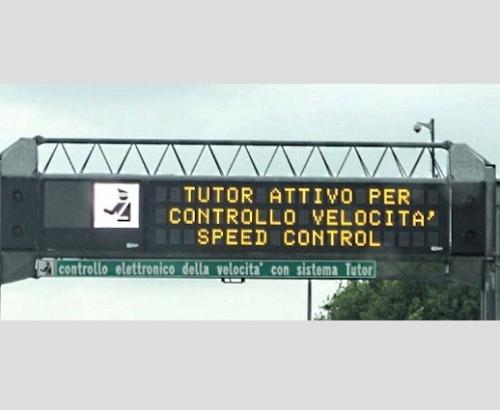 TUTOR ATTIVO PER
CONTROLLO VELOCITA'
SPEED CONTROL
controllo elettronico della velocita' con sistema Tutor